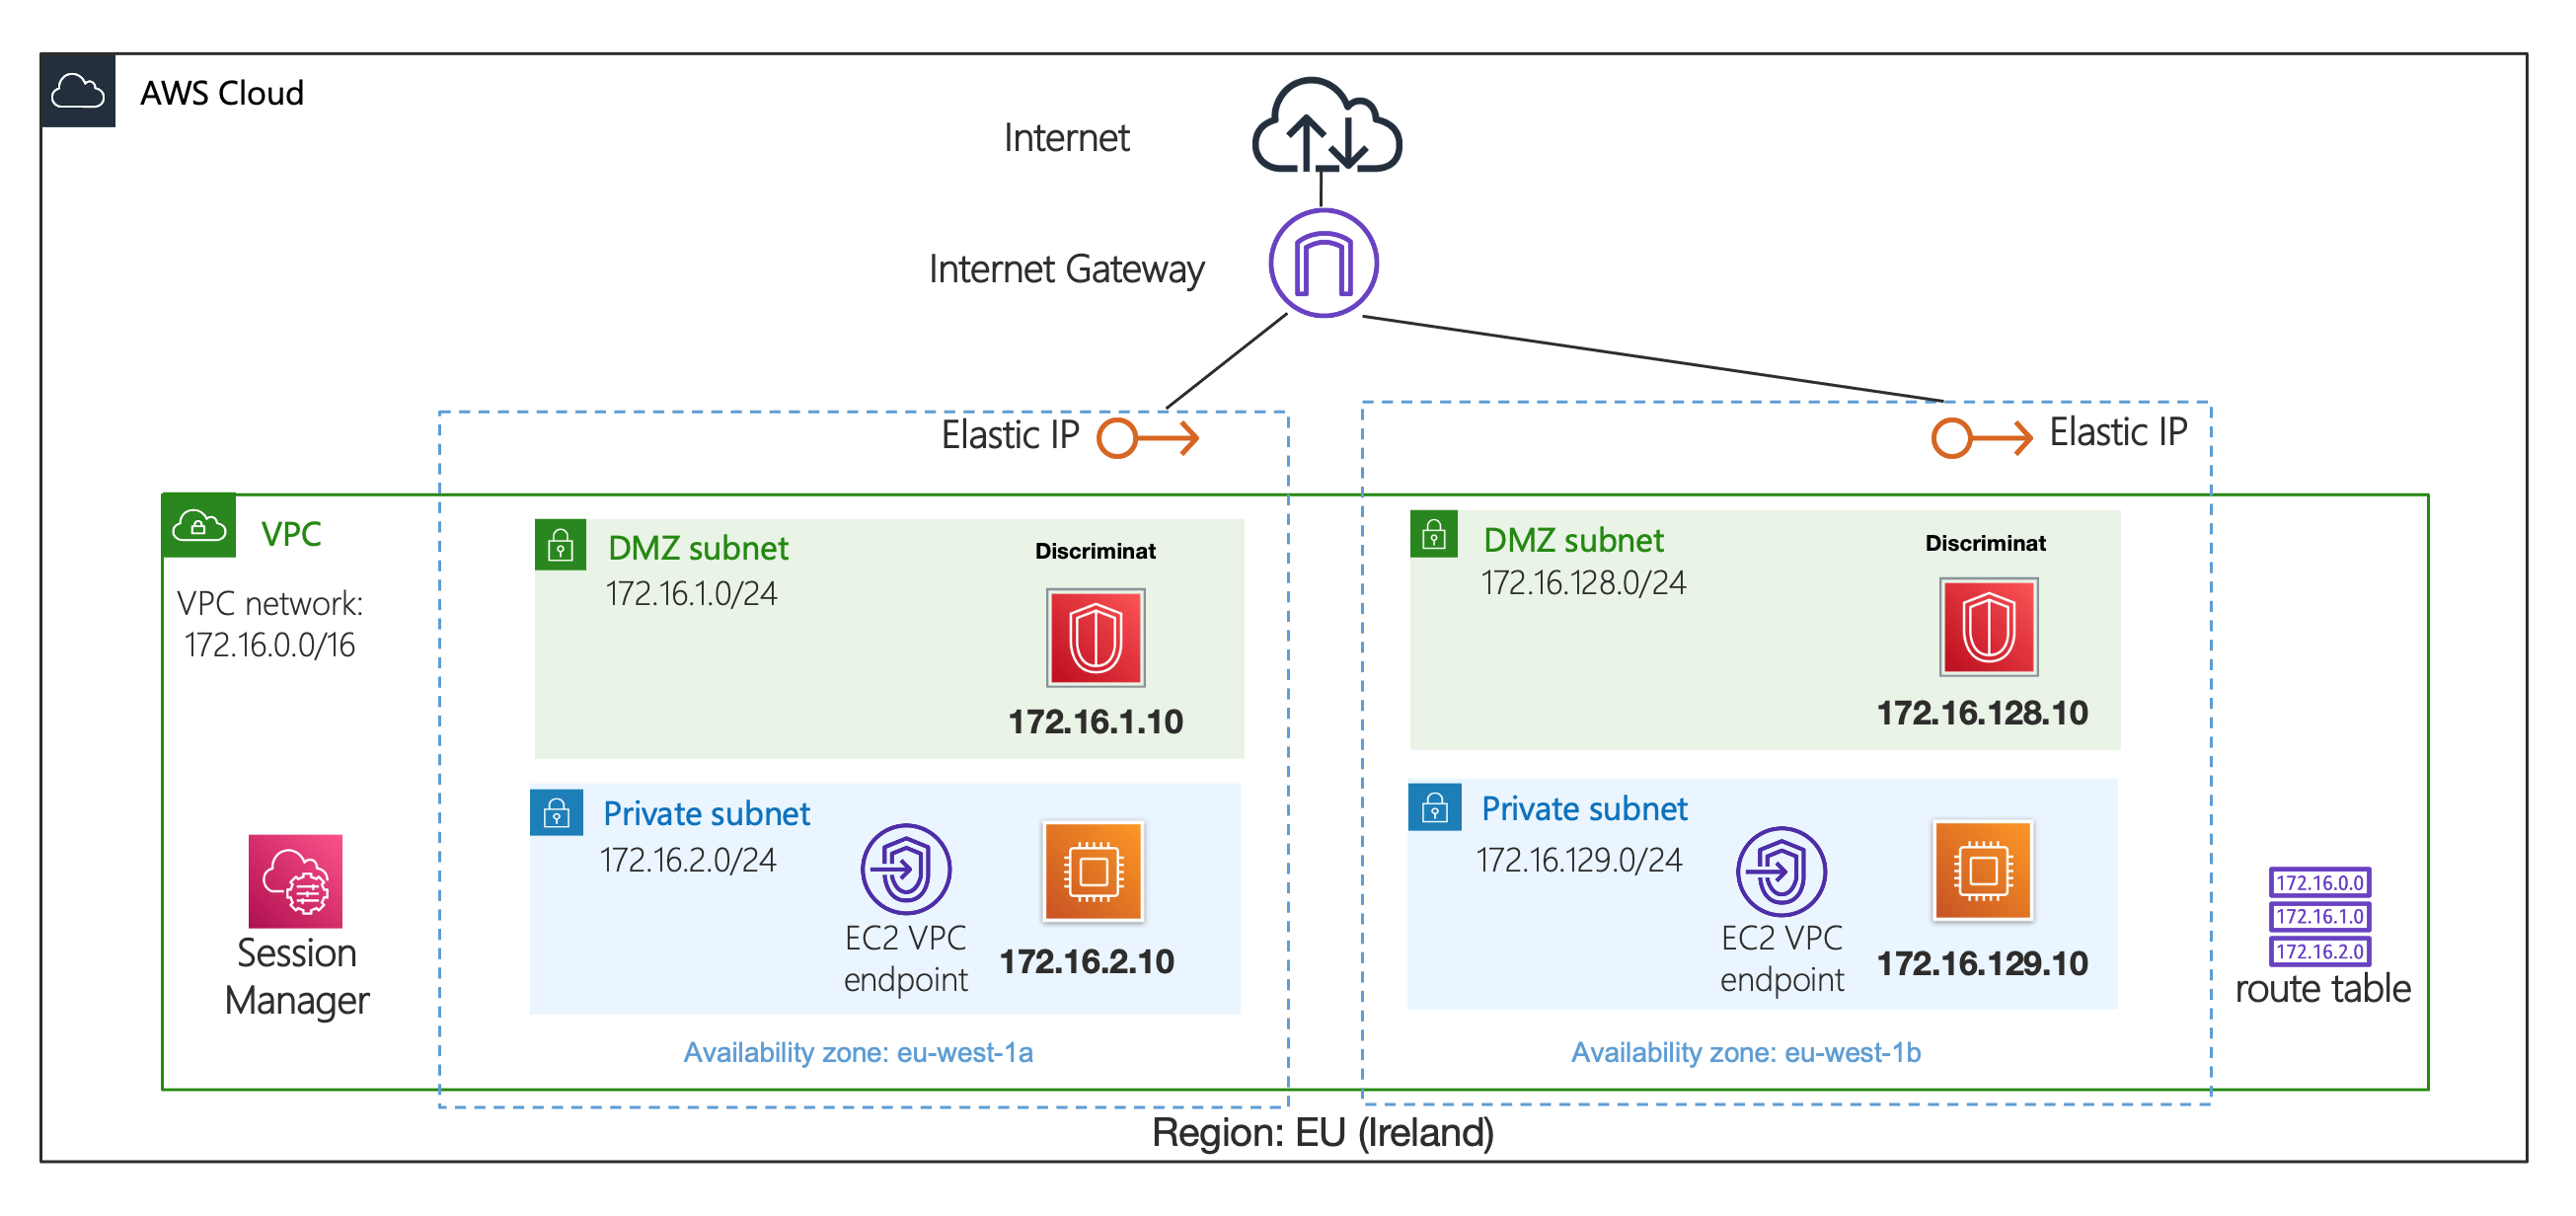 AWS Cloud
Internet
Internet Gateway
Elastic IP
Elastic IP
VPC
VPC network:
172.16.0.0/16
DMZ subnet
172.16.1.0/24
Discriminat
172.16.1.10
DMZ subnet
172.16.128.0/24
Discriminat
172.16.128.10
Private subnet
172.16.2.0/24
EC2 VPC
endpoint
172.16.2.10
Private subnet
172.16.129.0/24
EC2 VPC
endpoint
172.16.129.10
Session
Manager
172.16.0.0
172.16.1.0
172.16.2.0
route table
Availability zone: eu-west-1a
Availability zone: eu-west-1b
Region: EU (Ireland)